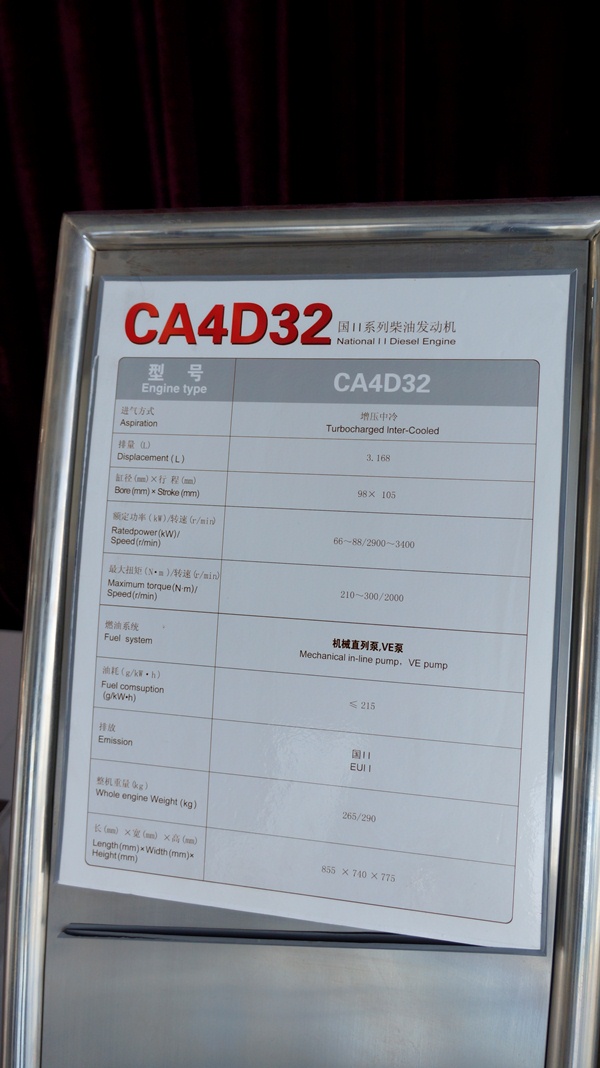 CA4D32 国II系列柴油发动机
National II Diesel Engine
型 号
Engine type
CA4D32
进气方式
Aspiration
增压中冷
Turbocharged Inter-Cooled
排量 (L)
Displacement ( L )
3.168
缸径(mm)×行 程(mm)
Bore (mm) × Stroke (mm)
98× 105
额定功率(kW)/转速(r/min)
Ratedpower(kW)/
Speed(r/min)
66～88/2900～3400
最大扭矩(N•m)/转速(r/min)
Maximum torque(N·m)/
Speed(r/min)
210～300/2000
燃油系统
Fuel system
机械直列泵,VE泵
Mechanical in-line pump，VE pump
油耗(g/kW·h)
Fuel comsuption
(g/kW•h)
≤ 215
排放
Emission
国II
EUII
整机重量(kg)
Whole engine Weight (kg)
265/290
长(mm) ×宽(mm) ×高(mm)
Length(mm)×Width(mm)×
Height(mm)
855 ×740 ×775